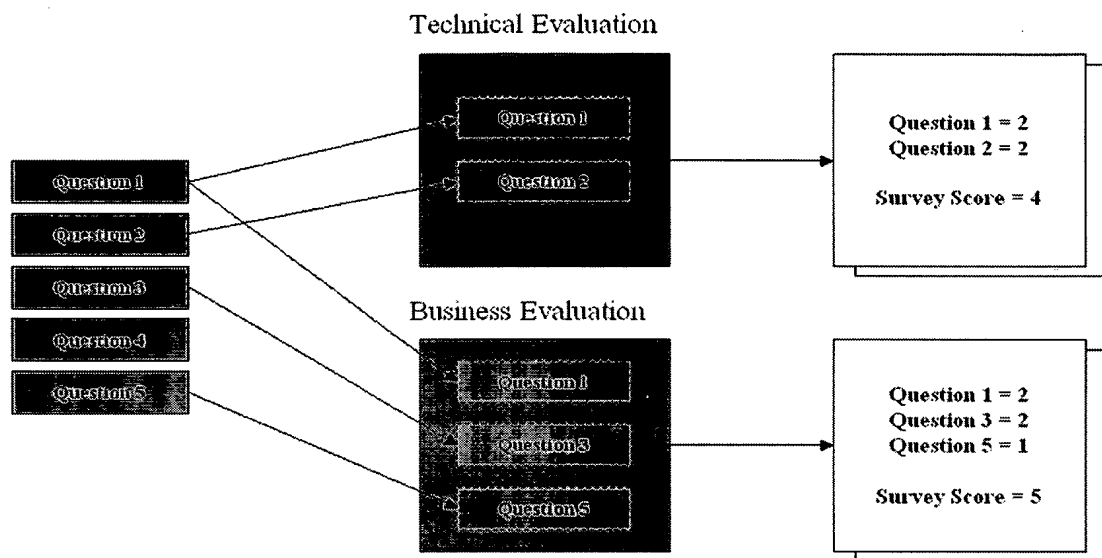 Technical Evaluation
Question 1
Question 2
Question 1 = 2
Question 2 = 2
Survey Score = 4
Question 1
Question 2
Question 3
Question 4
Question 5
Business Evaluation
Question 1
Question 3
Question 5
Question 1 = 2
Question 3 = 2
Question 5 = 1
Survey Score = 5